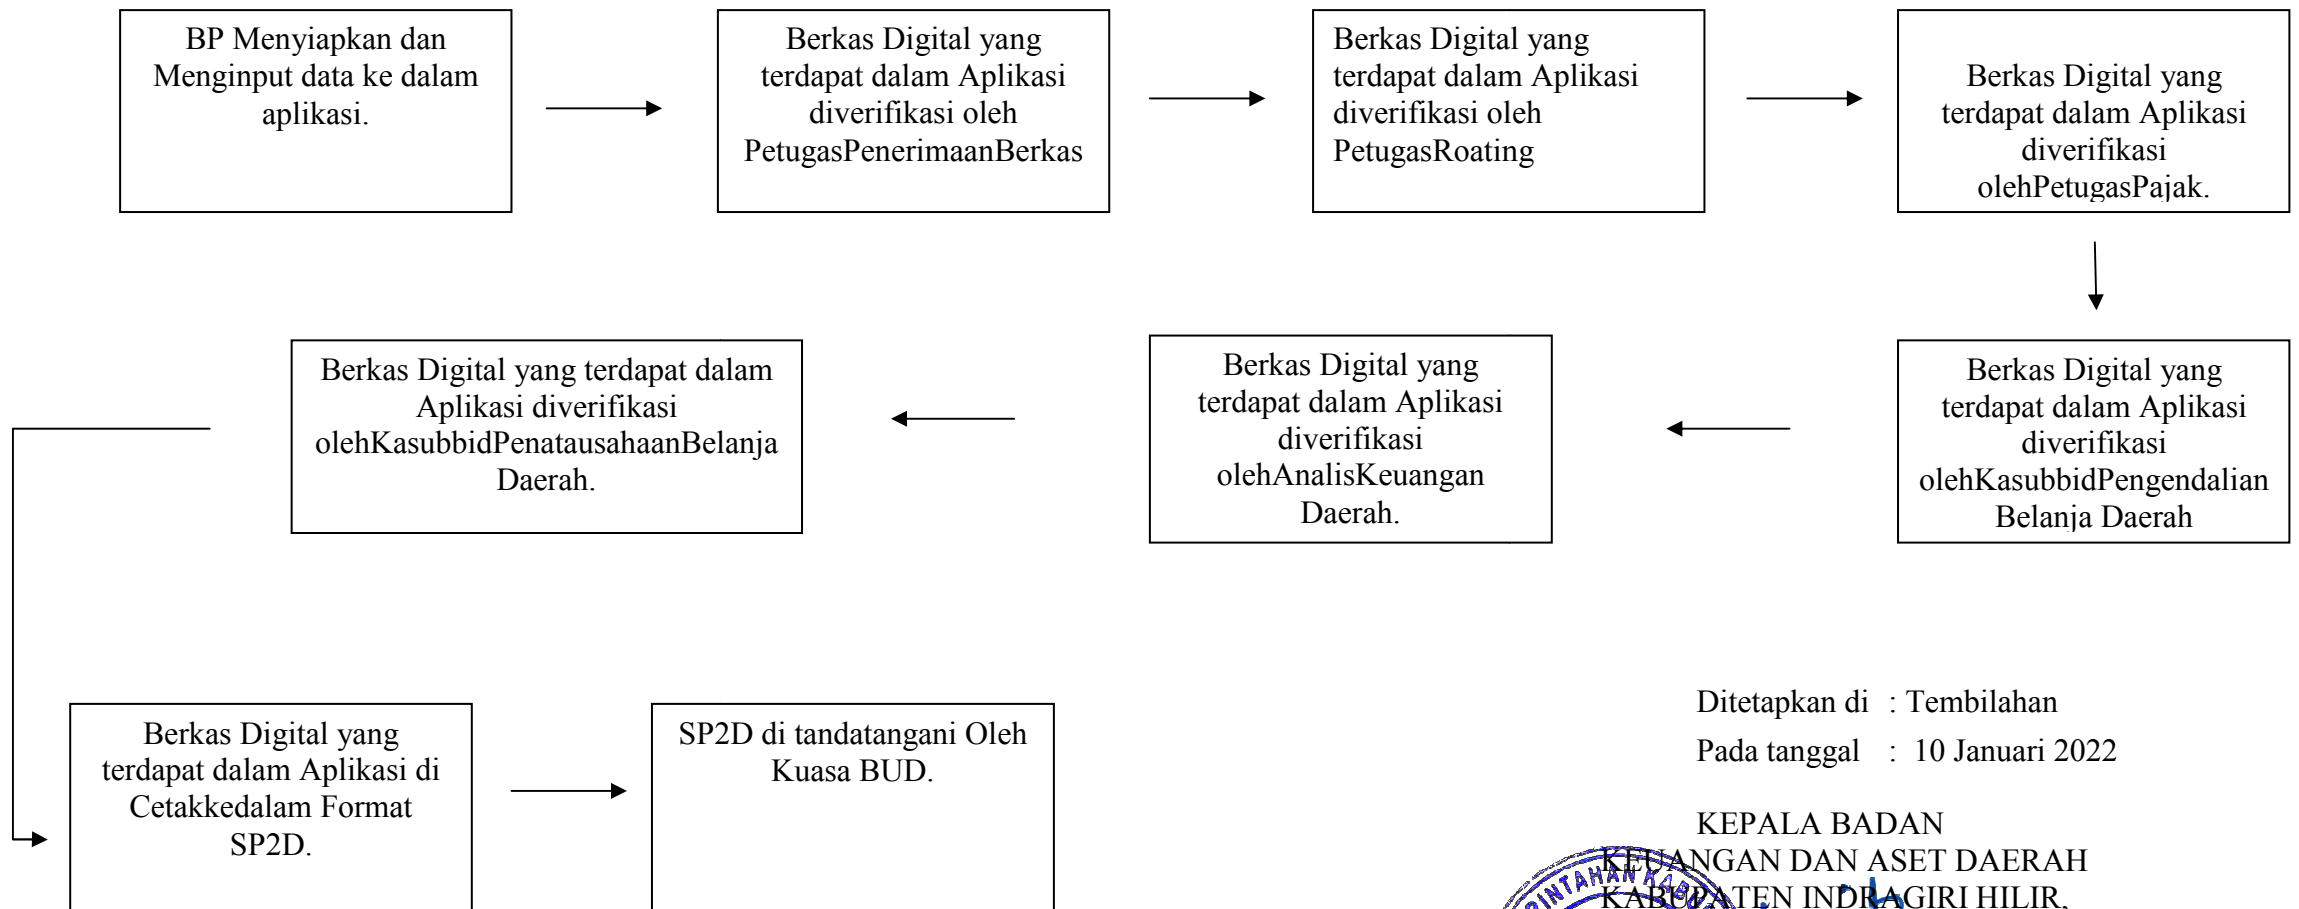 BP Menyiapkan dan
Menginput data ke dalam
aplikasi.
Berkas Digital yang
terdapat dalam Aplikasi
diverifikasi oleh
PetugasPenerimaanBerkas
Berkas Digital yang
terdapat dalam Aplikasi
diverifikasi oleh
PetugasRoating
Berkas Digital yang
terdapat dalam Aplikasi
diverifikasi
olehPetugasPajak.
Berkas Digital yang
terdapat dalam Aplikasi
diverifikasi
olehKasubbidPengendalian
Belanja Daerah
Berkas Digital yang
terdapat dalam Aplikasi
diverifikasi
olehAnalisKeuangan
Daerah.
Berkas Digital yang terdapat dalam
Aplikasi diverifikasi
olehKasubbidPenatausahaanBelanja
Daerah.
Berkas Digital yang
terdapat dalam Aplikasi di
Cetakkedalam Format
SP2D.
SP2D di tandatangani Oleh
Kuasa BUD.
Ditetapkan di : Tembilahan
Pada tanggal : 10 Januari 2022
KEPALA BADAN
KEUANGAN DAN ASET DAERAH
KABUPATEN INDRAGIRI HILIR,